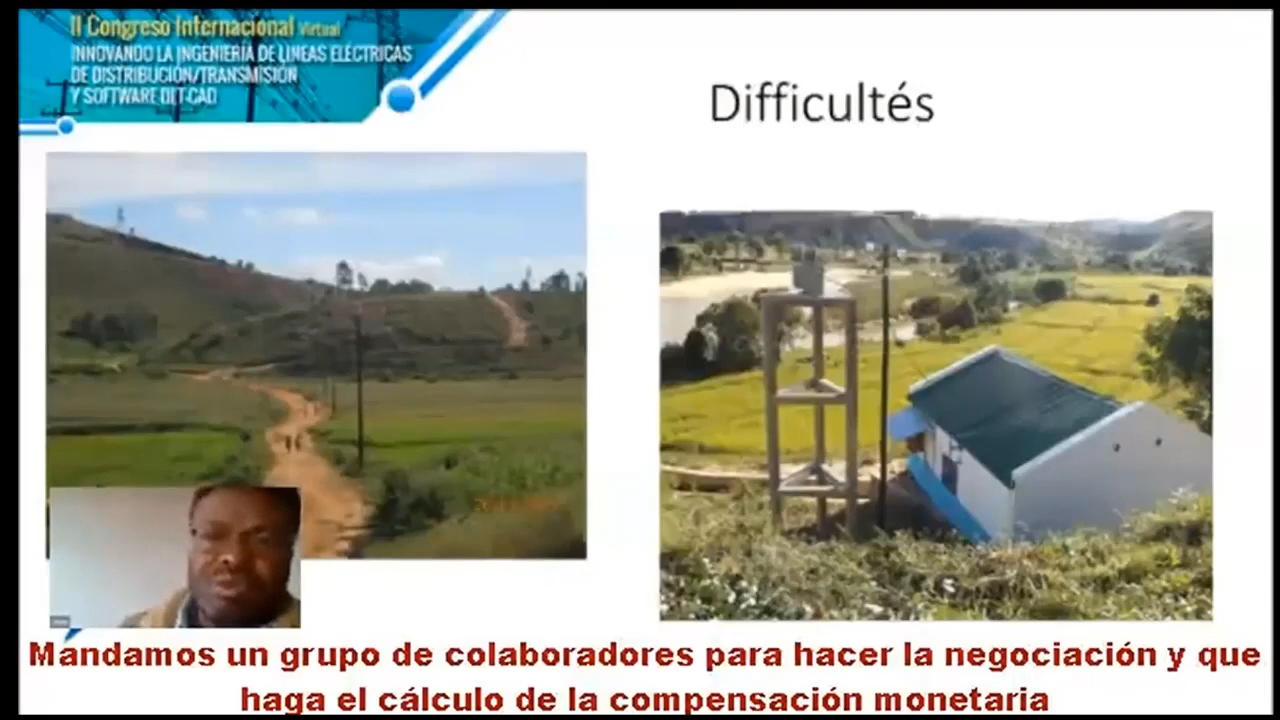 II Congreso Internacional Virtual
INNOVANDO LA INGENIERÍA DE LÍNEAS ELÉCTRICAS
DE DISTRIBUCIÓN/TRANSMISIÓN
Y SOFTWARE DLT-CAD
Difficultés
Mandamos un grupo de colaboradores para hacer la negociación y que
haga el cálculo de la compensación monetaria